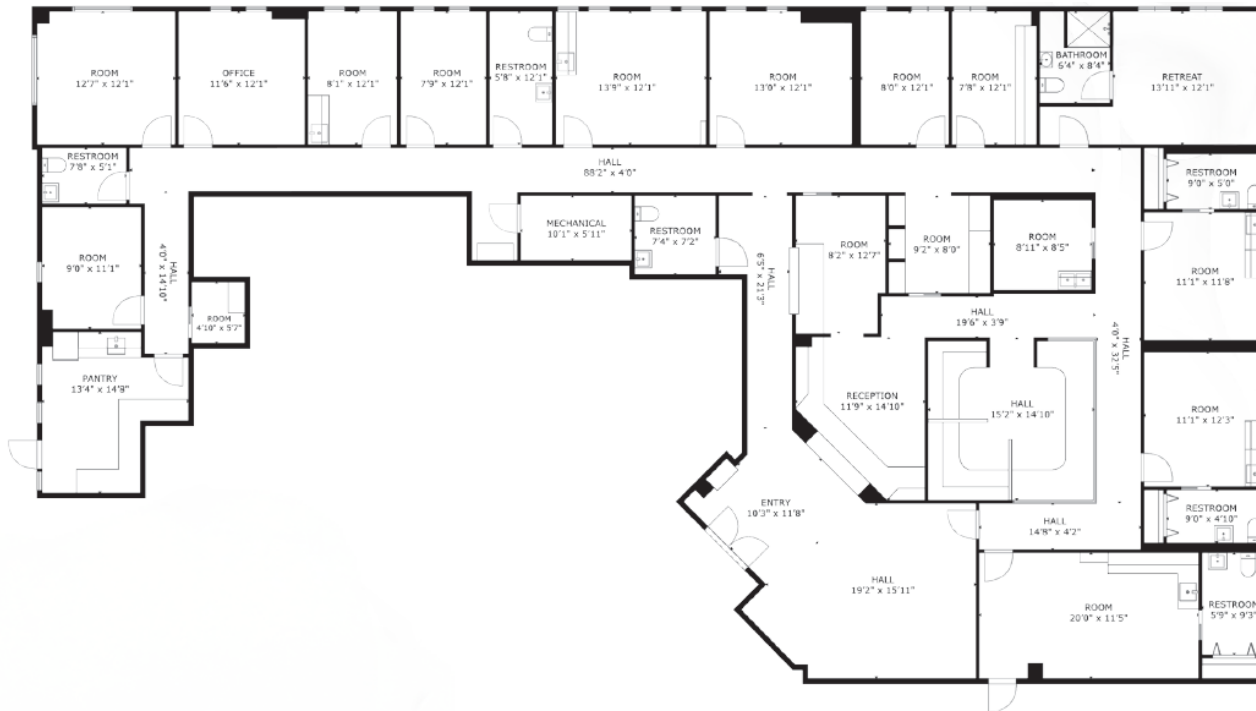 ROOM
12'7" x 12'1"
OFFICE
11'6" x 12'1"
ROOM
8'1" x 12'1"
ROOM
7'9" x 12'1"
RESTROOM
5'8" x 12'1"
ROOM
13'9" x 12'1"
ROOM
13'0" x 12'1"
ROOM
8'0" x 12'1"
ROOM
7'8" x 12'1"
BATHROOM
6'4" x 8'4"
RETREAT
13'11" x 12'1"
RESTROOM
7'8" x 5'1"
HALL
88'2" x 4'0"
RESTROOM
9'0" x 5'0"
ROOM
9'0" x 11'1"
HALL
4'0" x 14'10"
MECHANICAL
10'1" x 5'11"
RESTROOM
7'4" x 7'2"
HALL
6'5" x 21'3"
ROOM
8'2" x 12'7"
ROOM
9'2" x 8'0"
ROOM
8'11" x 8'5"
ROOM
11'1" x 11'8"
ROOM
4'10" x 5'7"
HALL
19'6" x 3'9"
HALL
4'0" x 32'5"
PANTRY
13'4" x 14'8"
RECEPTION
11'9" x 14'10"
HALL
15'2" x 14'10"
ROOM
11'1" x 12'3"
ENTRY
10'3" x 11'8"
HALL
14'8" x 4'2"
RESTROOM
9'0" x 4'10"
HALL
19'2" x 15'11"
ROOM
20'0" x 11'5"
RESTROOM
5'9" x 9'3"